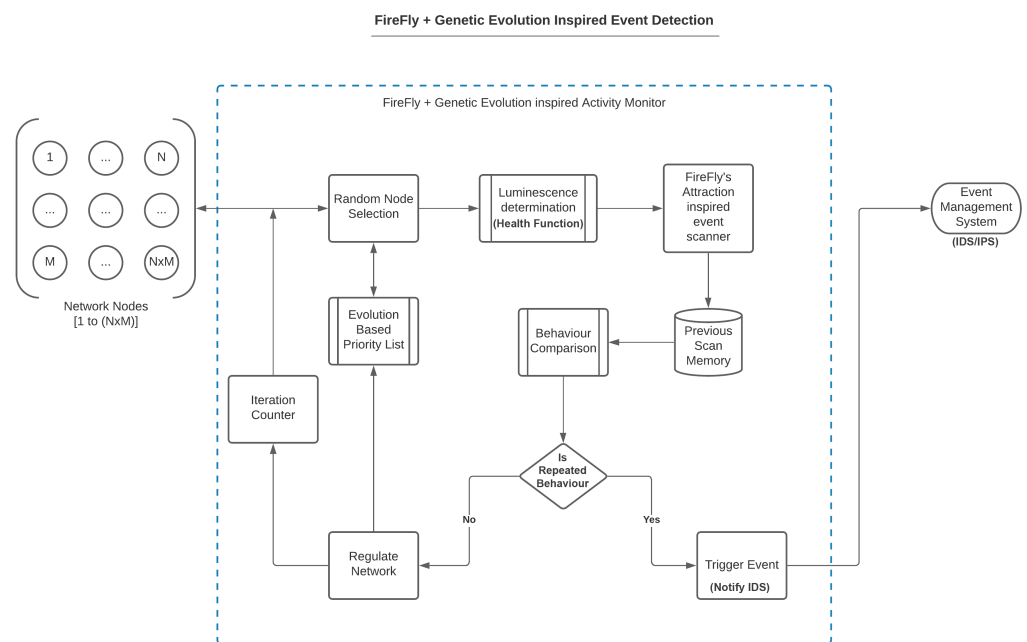 FireFly + Genetic Evolution Inspired Event Detection
FireFly + Genetic Evolution inspired Activity Monitor
1
...
N
...
...
...
M
...
NxM
Network Nodes
[1 to (NxM)]
Random Node
Selection
Luminescence
determination
(Health Function)
FireFly's
Attraction
inspired
event
scanner
Event
Management
System
(IDS/IPS)
Evolution
Based
Priority List
Behaviour
Comparison
Previous
Scan
Memory
Iteration
Counter
Is
Repeated
Behaviour
No
Yes
Regulate
Network
Trigger Event
(Notify IDS)